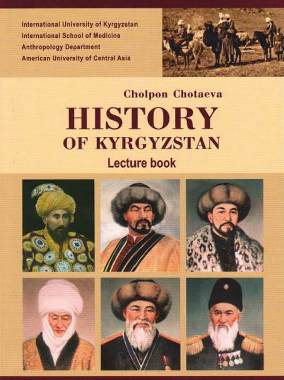 International University of Kyrgyzstan
International School of Medicine
Anthropology Department
American University of Central Asia
Cholpon Chotaeva
HISTORY
OF KYRGYZSTAN
Lecture book